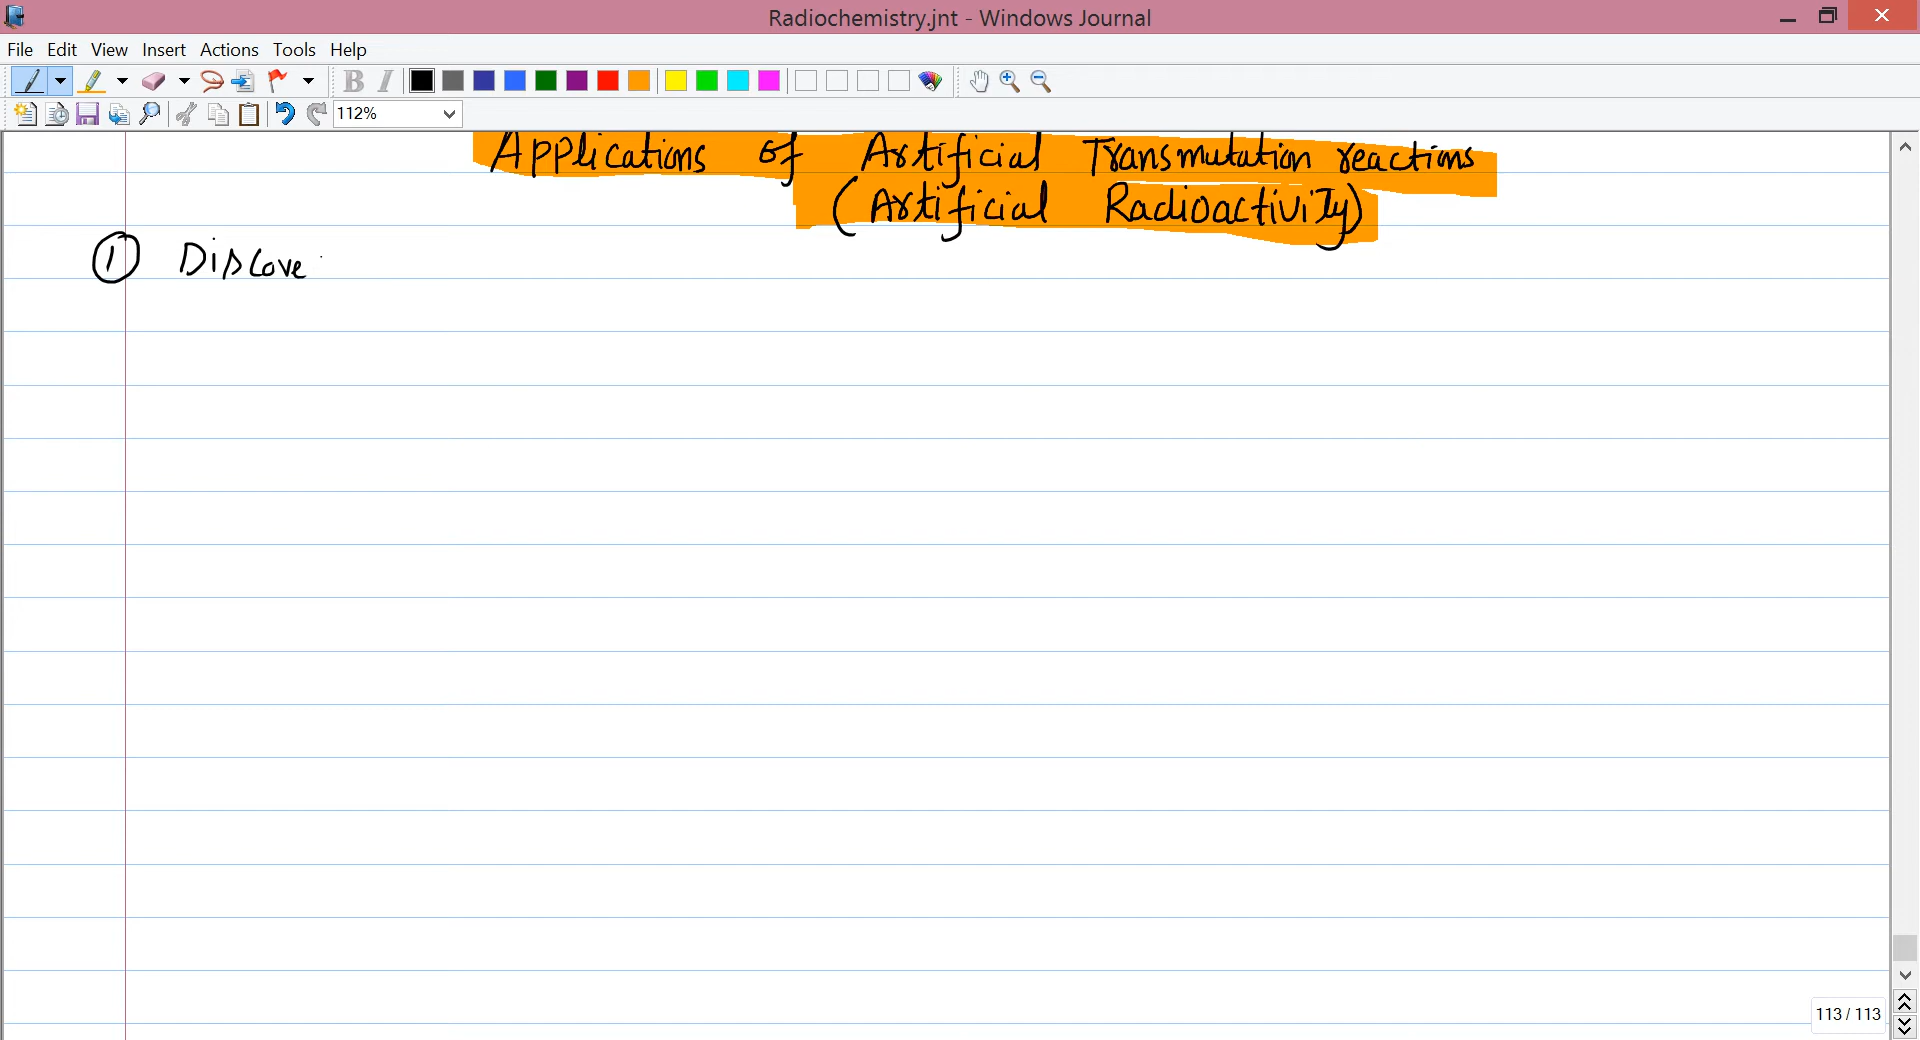 Radiochemistry.jnt - Windows Journal
File Edit View Insert Actions Tools Help
B I
112%
Applications of Artificial Transmutation reactions
(Artificial Radioactivity)
1 Discove
113 / 113